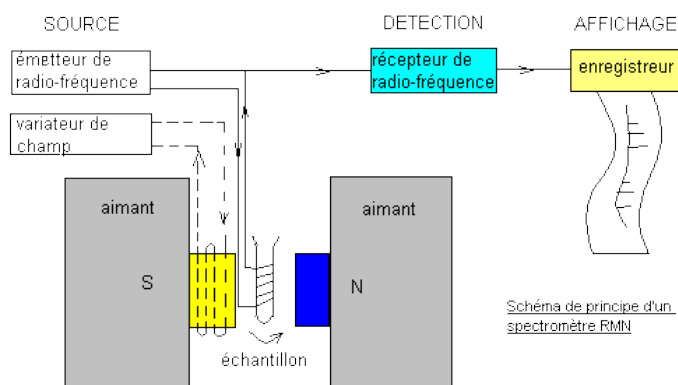 SOURCE
DETECTION
AFFICHAGE
émetteur de
radio-fréquence
récepteur de
radio-fréquence
enregistreur
variateur de
champ
aimant
aimant
S
N
échantillon
Schéma de principe d'un
spectromètre RMN